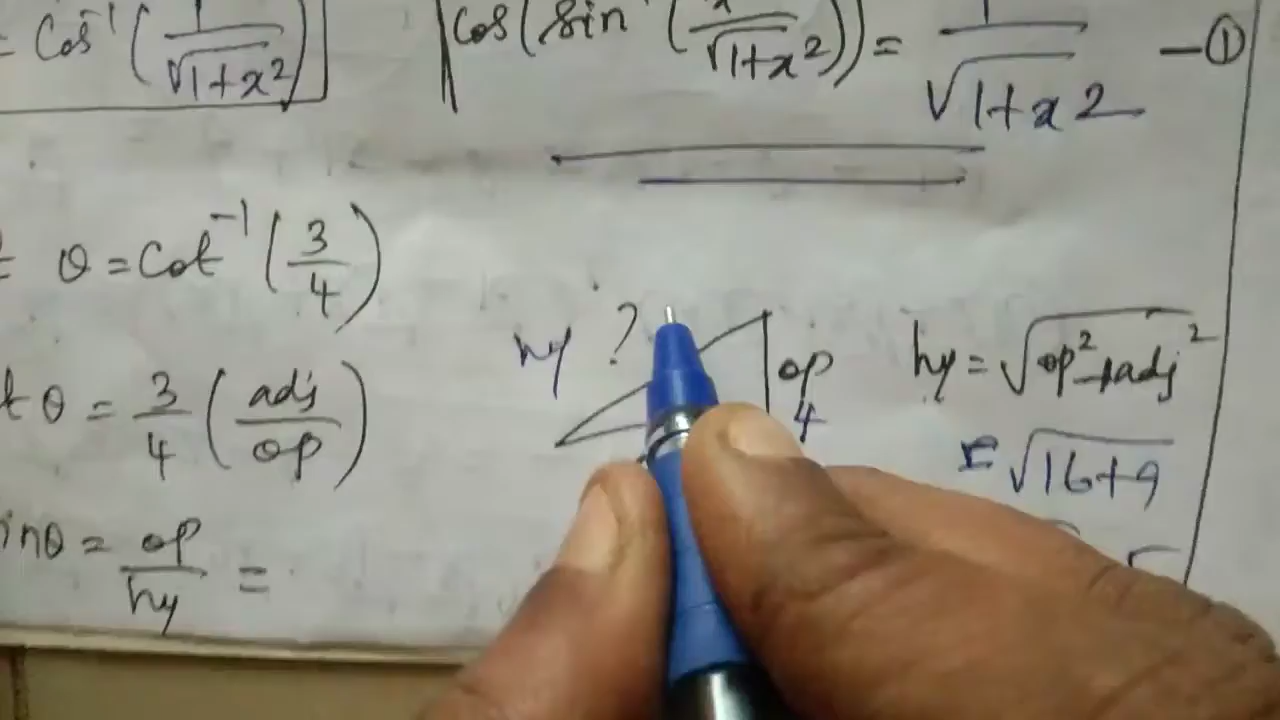 = Cos⁻¹ (1/√1+x²)
Cos(Sin⁻¹(x/√1+x²)) = 1/√1+x2 —①
θ = Cot⁻¹ (3/4)
t θ = 3/4 (adj/op)
inθ = op/hy =
hy ?
op
4
hy = √op²+adj²
= √16+9